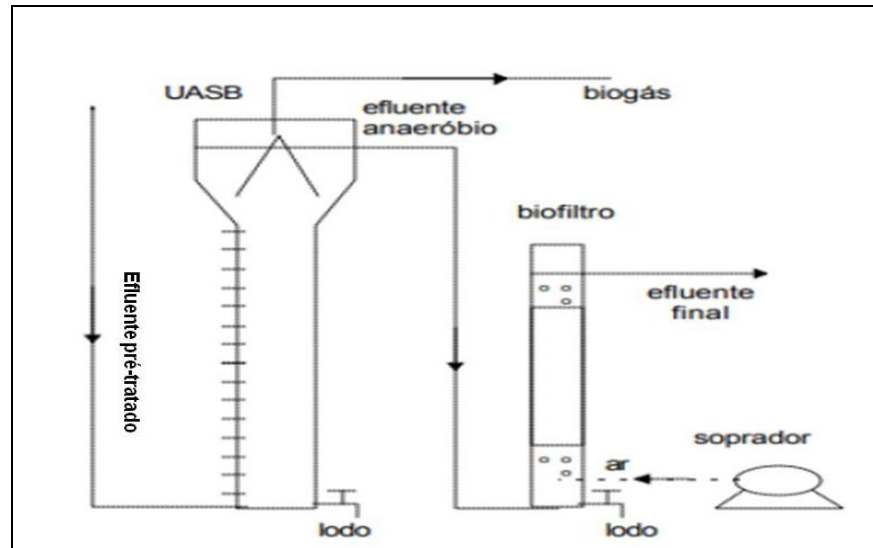 UASB
biogás
efluente
anaeróbio
Efluente pré-tratado
biofiltro
efluente
final
soprador
ar
lodo
lodo